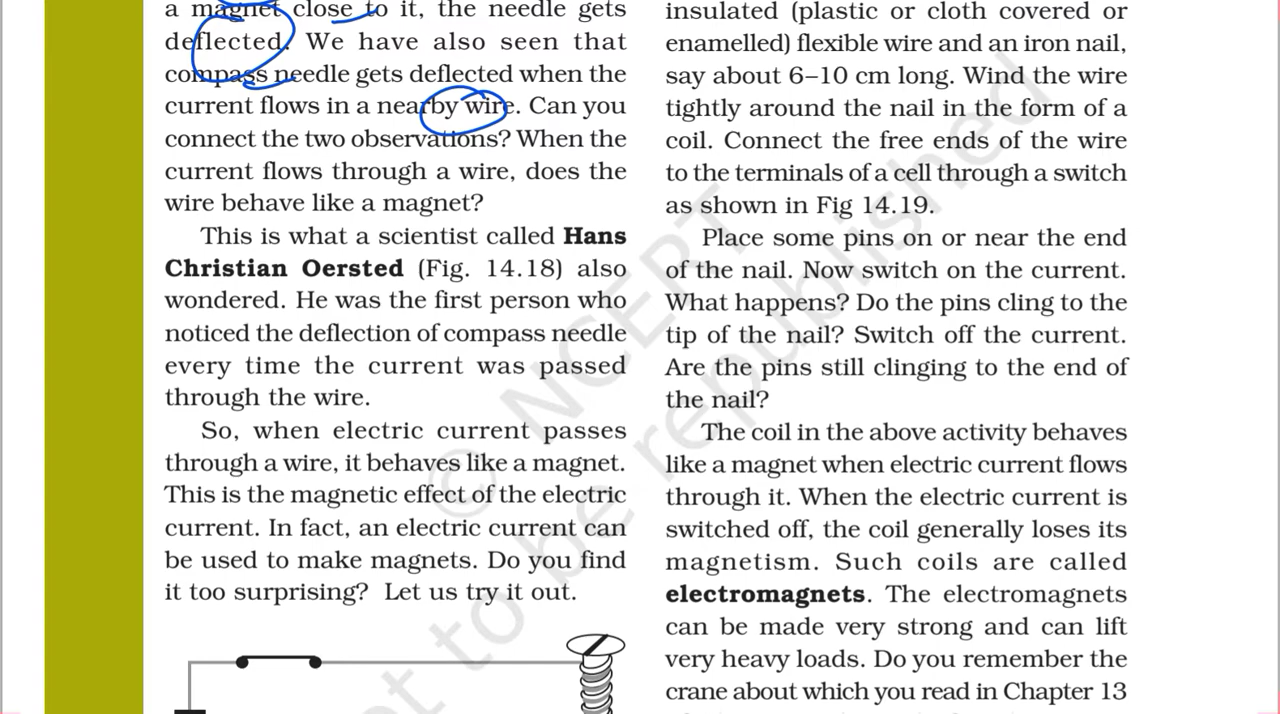 a magnet close to it, the needle gets
deflected. We have also seen that
compass needle gets deflected when the
current flows in a nearby wire. Can you
connect the two observations? When the
current flows through a wire, does the
wire behave like a magnet?
This is what a scientist called Hans
Christian Oersted (Fig. 14.18) also
wondered. He was the first person who
noticed the deflection of compass needle
every time the current was passed
through the wire.
So, when electric current passes
through a wire, it behaves like a magnet.
This is the magnetic effect of the electric
current. In fact, an electric current can
be used to make magnets. Do you find
it too surprising? Let us try it out.
insulated (plastic or cloth covered or
enamelled) flexible wire and an iron nail,
say about 6–10 cm long. Wind the wire
tightly around the nail in the form of a
coil. Connect the free ends of the wire
to the terminals of a cell through a switch
as shown in Fig 14.19.
Place some pins on or near the end
of the nail. Now switch on the current.
What happens? Do the pins cling to the
tip of the nail? Switch off the current.
Are the pins still clinging to the end of
the nail?
The coil in the above activity behaves
like a magnet when electric current flows
through it. When the electric current is
switched off, the coil generally loses its
magnetism. Such coils are called
electromagnets. The electromagnets
can be made very strong and can lift
very heavy loads. Do you remember the
crane about which you read in Chapter 13
© NCERT
not to be republished